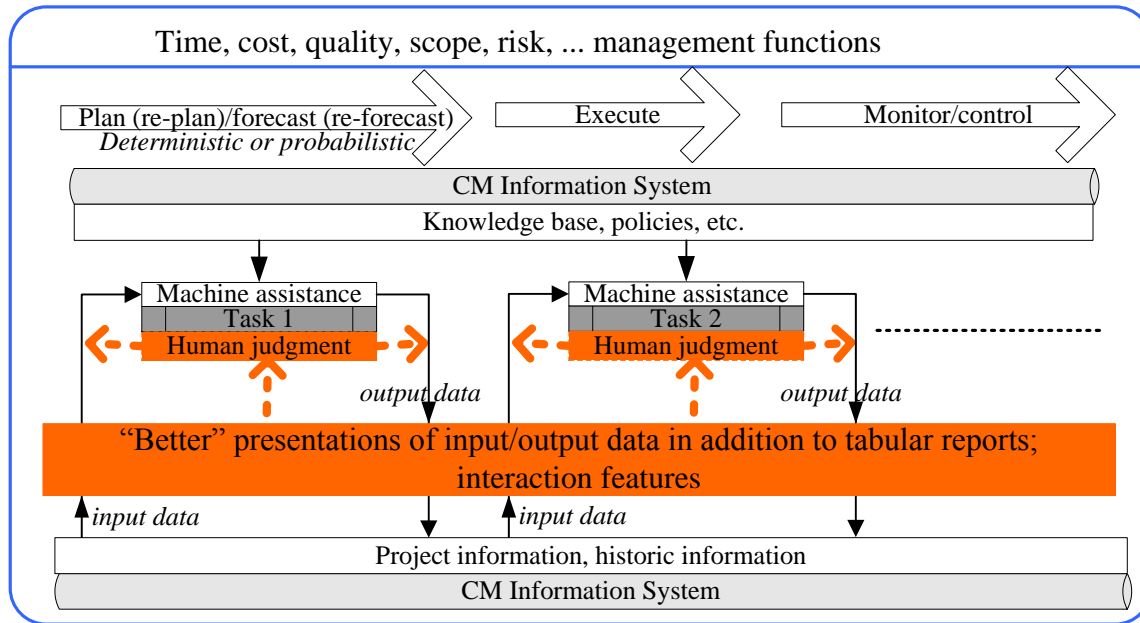 Time, cost, quality, scope, risk, ... management functions
Plan (re-plan)/forecast (re-forecast)
Deterministic or probabilistic
Execute
Monitor/control
CM Information System
Knowledge base, policies, etc.
Machine assistance
Task 1
Human judgment
Machine assistance
Task 2
Human judgment
output data
output data
“Better” presentations of input/output data in addition to tabular reports;
interaction features
input data
input data
Project information, historic information
CM Information System